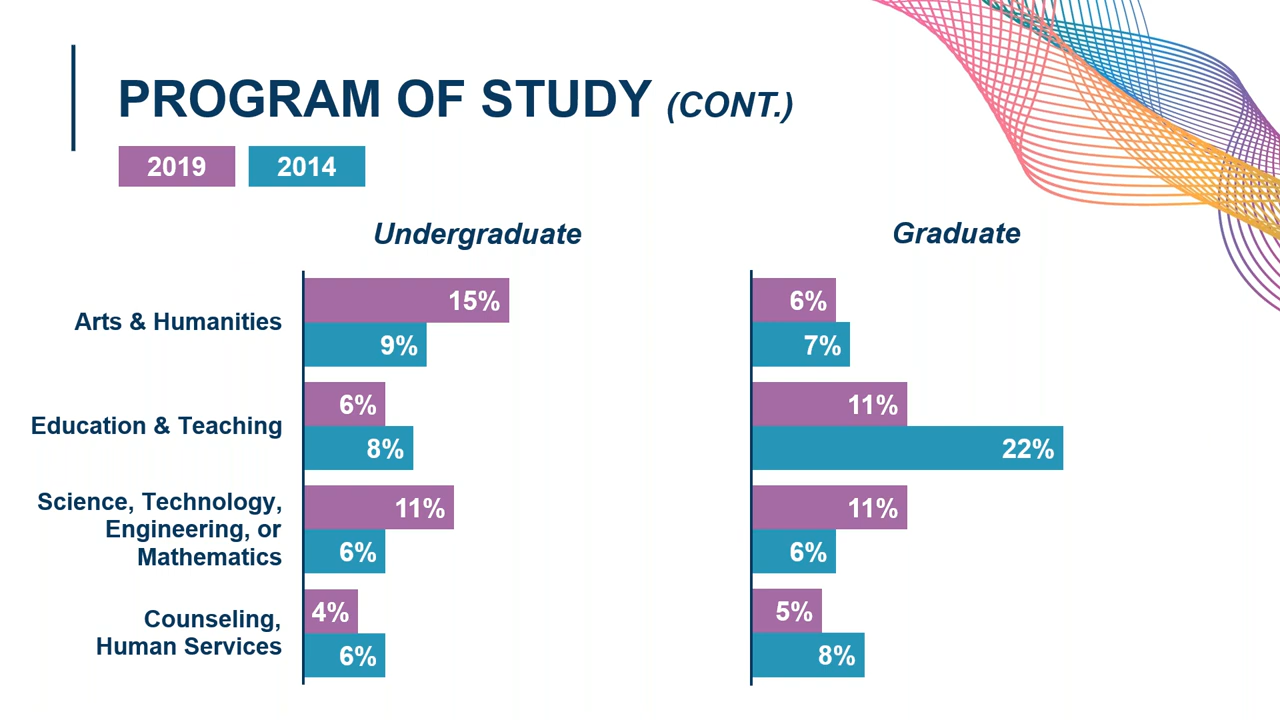 PROGRAM OF STUDY (CONT.)
2019 2014
Undergraduate
Graduate
Arts & Humanities
15%
9%
6%
7%
Education & Teaching
6%
8%
11%
22%
Science, Technology,
Engineering, or
Mathematics
11%
6%
11%
6%
Counseling,
Human Services
4%
6%
5%
8%